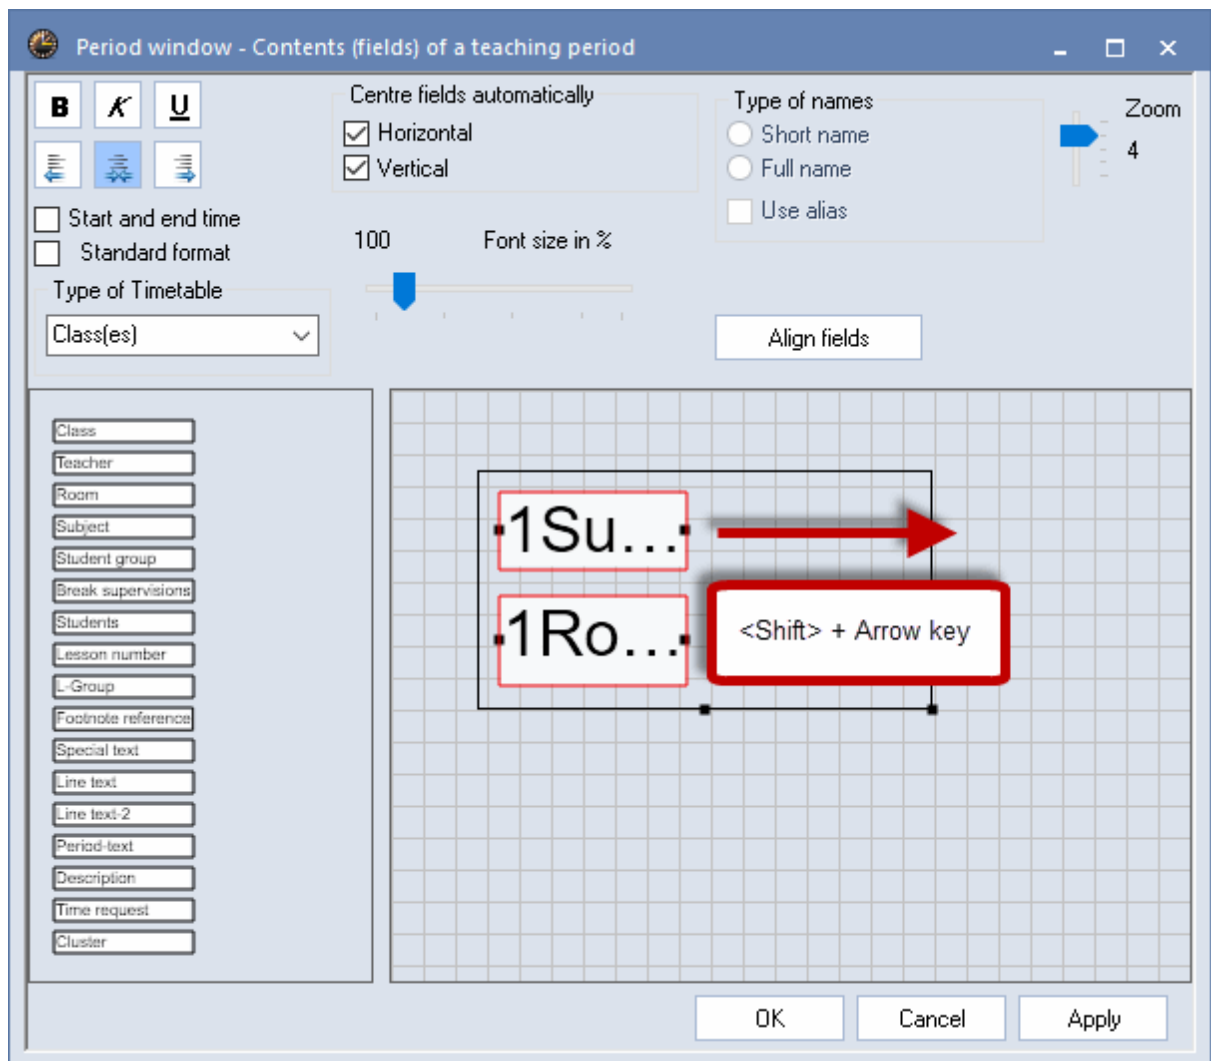 Period window - Contents (fields) of a teaching period
B K U
Centre fields automatically
Horizontal
Vertical
Type of names
Short name
Full name
Use alias
Zoom
4
Start and end time
Standard format
100 Font size in %
Type of Timetable
Class(es)
Align fields
Class
Teacher
Room
Subject
Student group
Break supervisions
Students
Lesson number
L-Group
Footnote reference
Special text
Line text
Line text-2
Period-text
Description
Time request
Cluster
1Su...
1Ro...
<Shift> + Arrow key
OK Cancel Apply